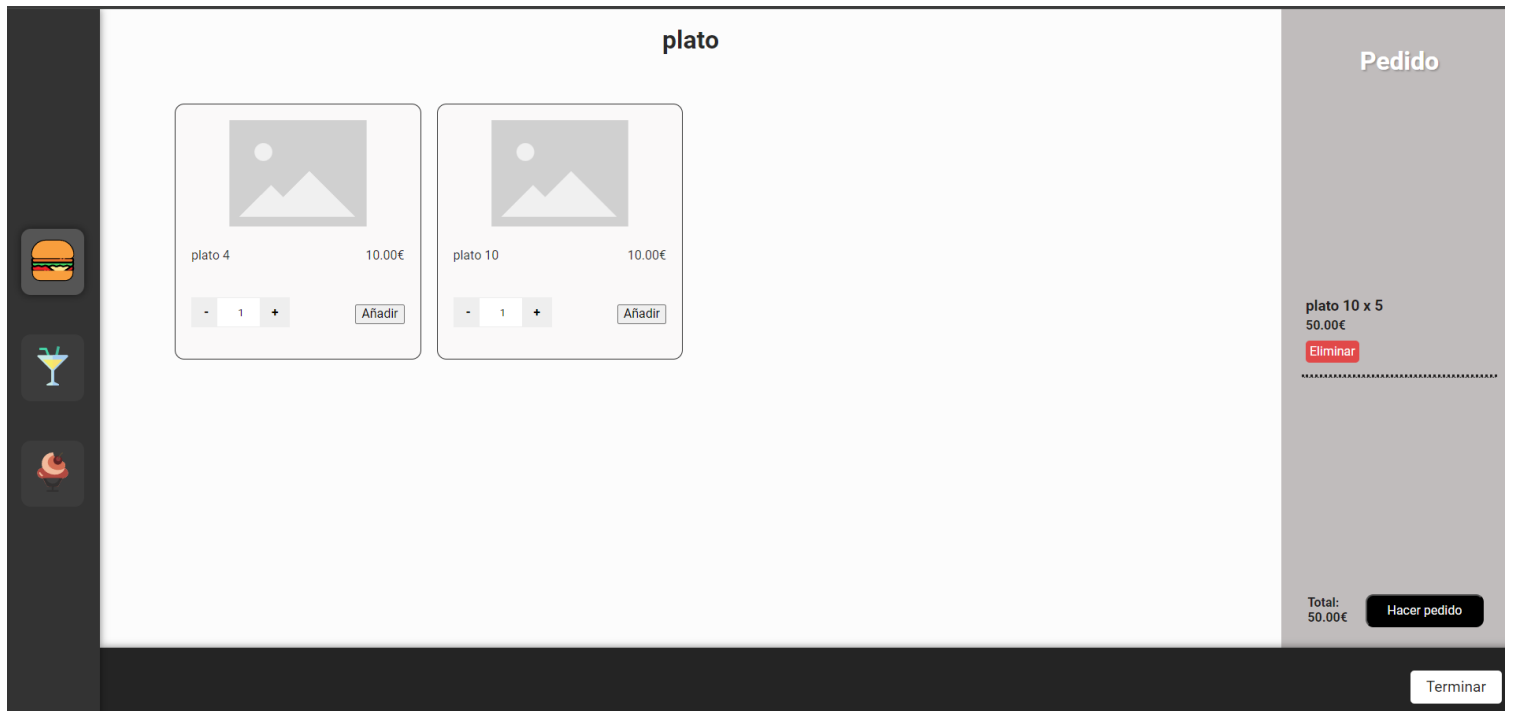 plato
plato 4 10.00€
- 1 + Añadir
plato 10 10.00€
- 1 + Añadir
Pedido
plato 10 x 5
50.00€
Eliminar
Total:
50.00€
Hacer pedido
Terminar